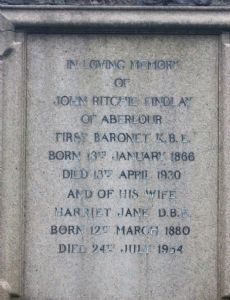 IN LOVING MEMORY
OF
JOHN RITCHIE FINDLAY
OF ABERLOUR
FIRST BARONET K.B.E.
BORN 13TH JANUARY 1866
DIED 13TH APRIL 1930
AND OF HIS WIFE
HARRIET JANE D.B.E.
BORN 12TH MARCH 1880
DIED 24TH 1954